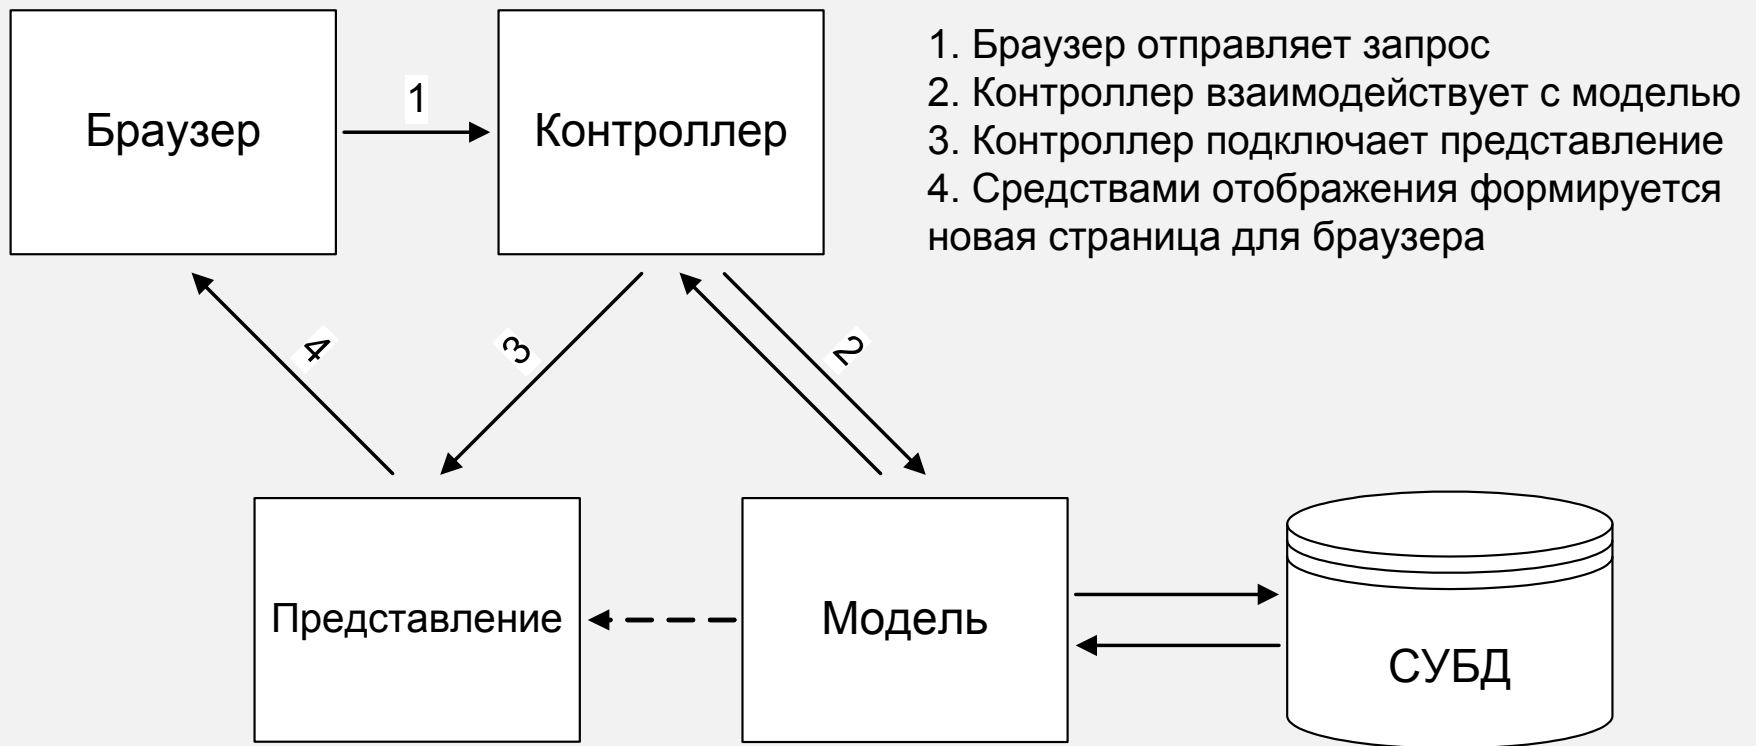 Браузер
1
Контроллер
1. Браузер отправляет запрос
2. Контроллер взаимодействует с моделью
3. Контроллер подключает представление
4. Средствами отображения формируется
новая страница для браузера
4
3
2
Представление
Модель
СУБД